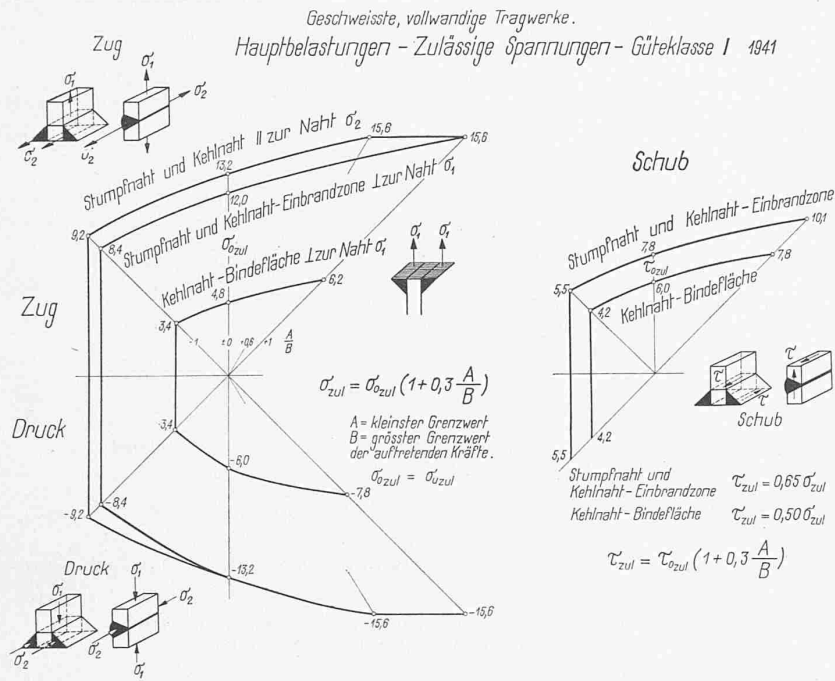 Geschweisste, vollwandige Tragwerke.
Hauptbelastungen - Zulässige Spannungen - Güteklasse I 1941
Zug
σ1
σ1
σ2
σ2
σ2
Stumpfnaht und Kehlnaht II zur Naht σ2
15,6
15,6
13,2
12,0
Stumpfnaht und Kehlnaht-Einbrandzone ⊥ zur Naht σ1
9,2
8,4
σ0zul
Kehlnaht-Bindefläche ⊥ zur Naht σ1
σ1
σ1
6,2
4,8
3,4
Zug
-1
±0
+0,6
+1
A/B
Schub
Stumpfnaht und Kehlnaht-Einbrandzone
10,1
7,8
τ0zul
7,8
6,0
5,5
4,2
Kehlnaht-Bindefläche
σzul = σ0zul (1+0,3 A/B)
A = kleinster Grenzwert
B = grösster Grenzwert
der auftretenden Kräfte.
σ0zul = σuzul
τ
τ
τ
Schub
4,2
5,5
Druck
-3,4
-6,0
-7,8
-8,4
-9,2
-13,2
-15,6
-15,6
Stumpfnaht und
Kehlnaht-Einbrandzone τzul = 0,65 σzul
Kehlnaht-Bindefläche τzul = 0,50 σzul
τzul = τ0zul (1+0,3 A/B)
Druck
σ1
σ1
σ2
σ2
σ2
σ1